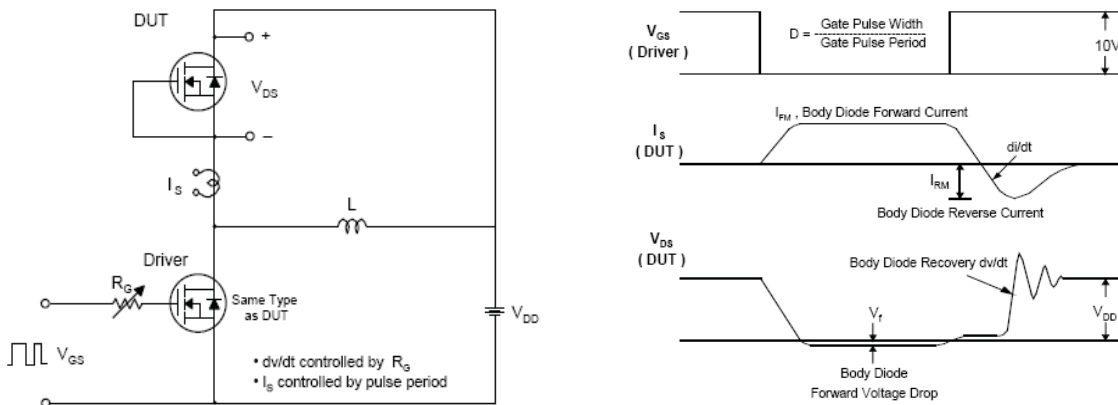 DUT
+
V_DS
–
I_S
L
Driver
R_G
Same Type
as DUT
V_DD
V_GS
• dv/dt controlled by R_G
• I_S controlled by pulse period
V_GS
( Driver )
D = Gate Pulse Width
Gate Pulse Period
10V
I_FM , Body Diode Forward Current
I_S
( DUT )
di/dt
I_RM
Body Diode Reverse Current
V_DS
( DUT )
Body Diode Recovery dv/dt
V_f
V_DD
Body Diode
Forward Voltage Drop